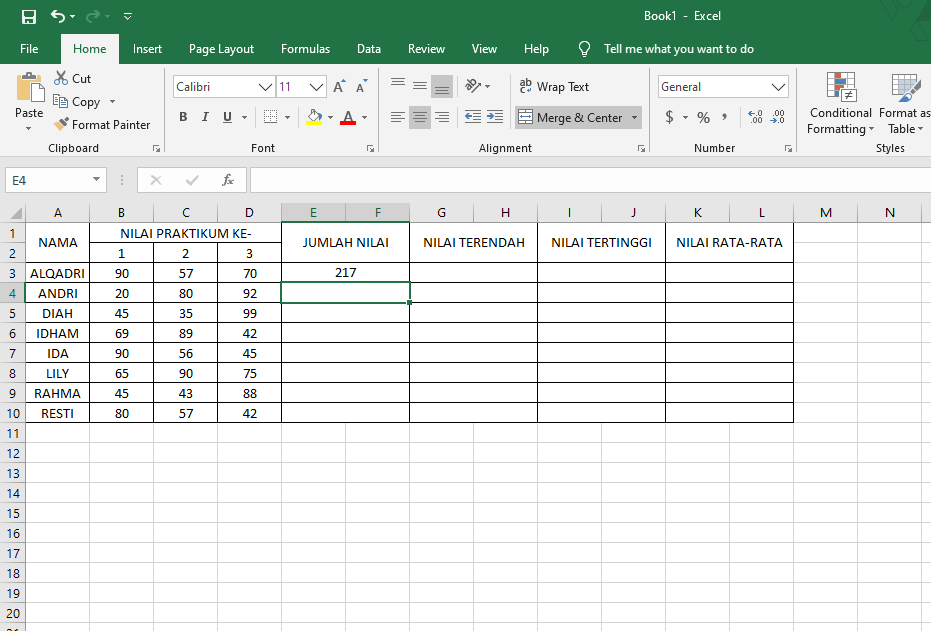 Book1 - Excel
File Home Insert Page Layout Formulas Data Review View Help Tell me what you want to do
Paste
Cut
Copy
Format Painter
Clipboard
Calibri 11 A A
B I U A
Font
ab Wrap Text
Merge & Center
Alignment
General
$ % ,
.0 .00
.00 .0
Number
Conditional Formatting
Format as Table
Styles
E4 fx
A B C D E F G H I J K L M N
1 NAMA NILAI PRAKTIKUM KE- JUMLAH NILAI NILAI TERENDAH NILAI TERTINGGI NILAI RATA-RATA
2 1 2 3
3 ALQADRI 90 57 70 217
4 ANDRI 20 80 92
5 DIAH 45 35 99
6 IDHAM 69 89 42
7 IDA 90 56 45
8 LILY 65 90 75
9 RAHMA 45 43 88
10 RESTI 80 57 42
11
12
13
14
15
16
17
18
19
20